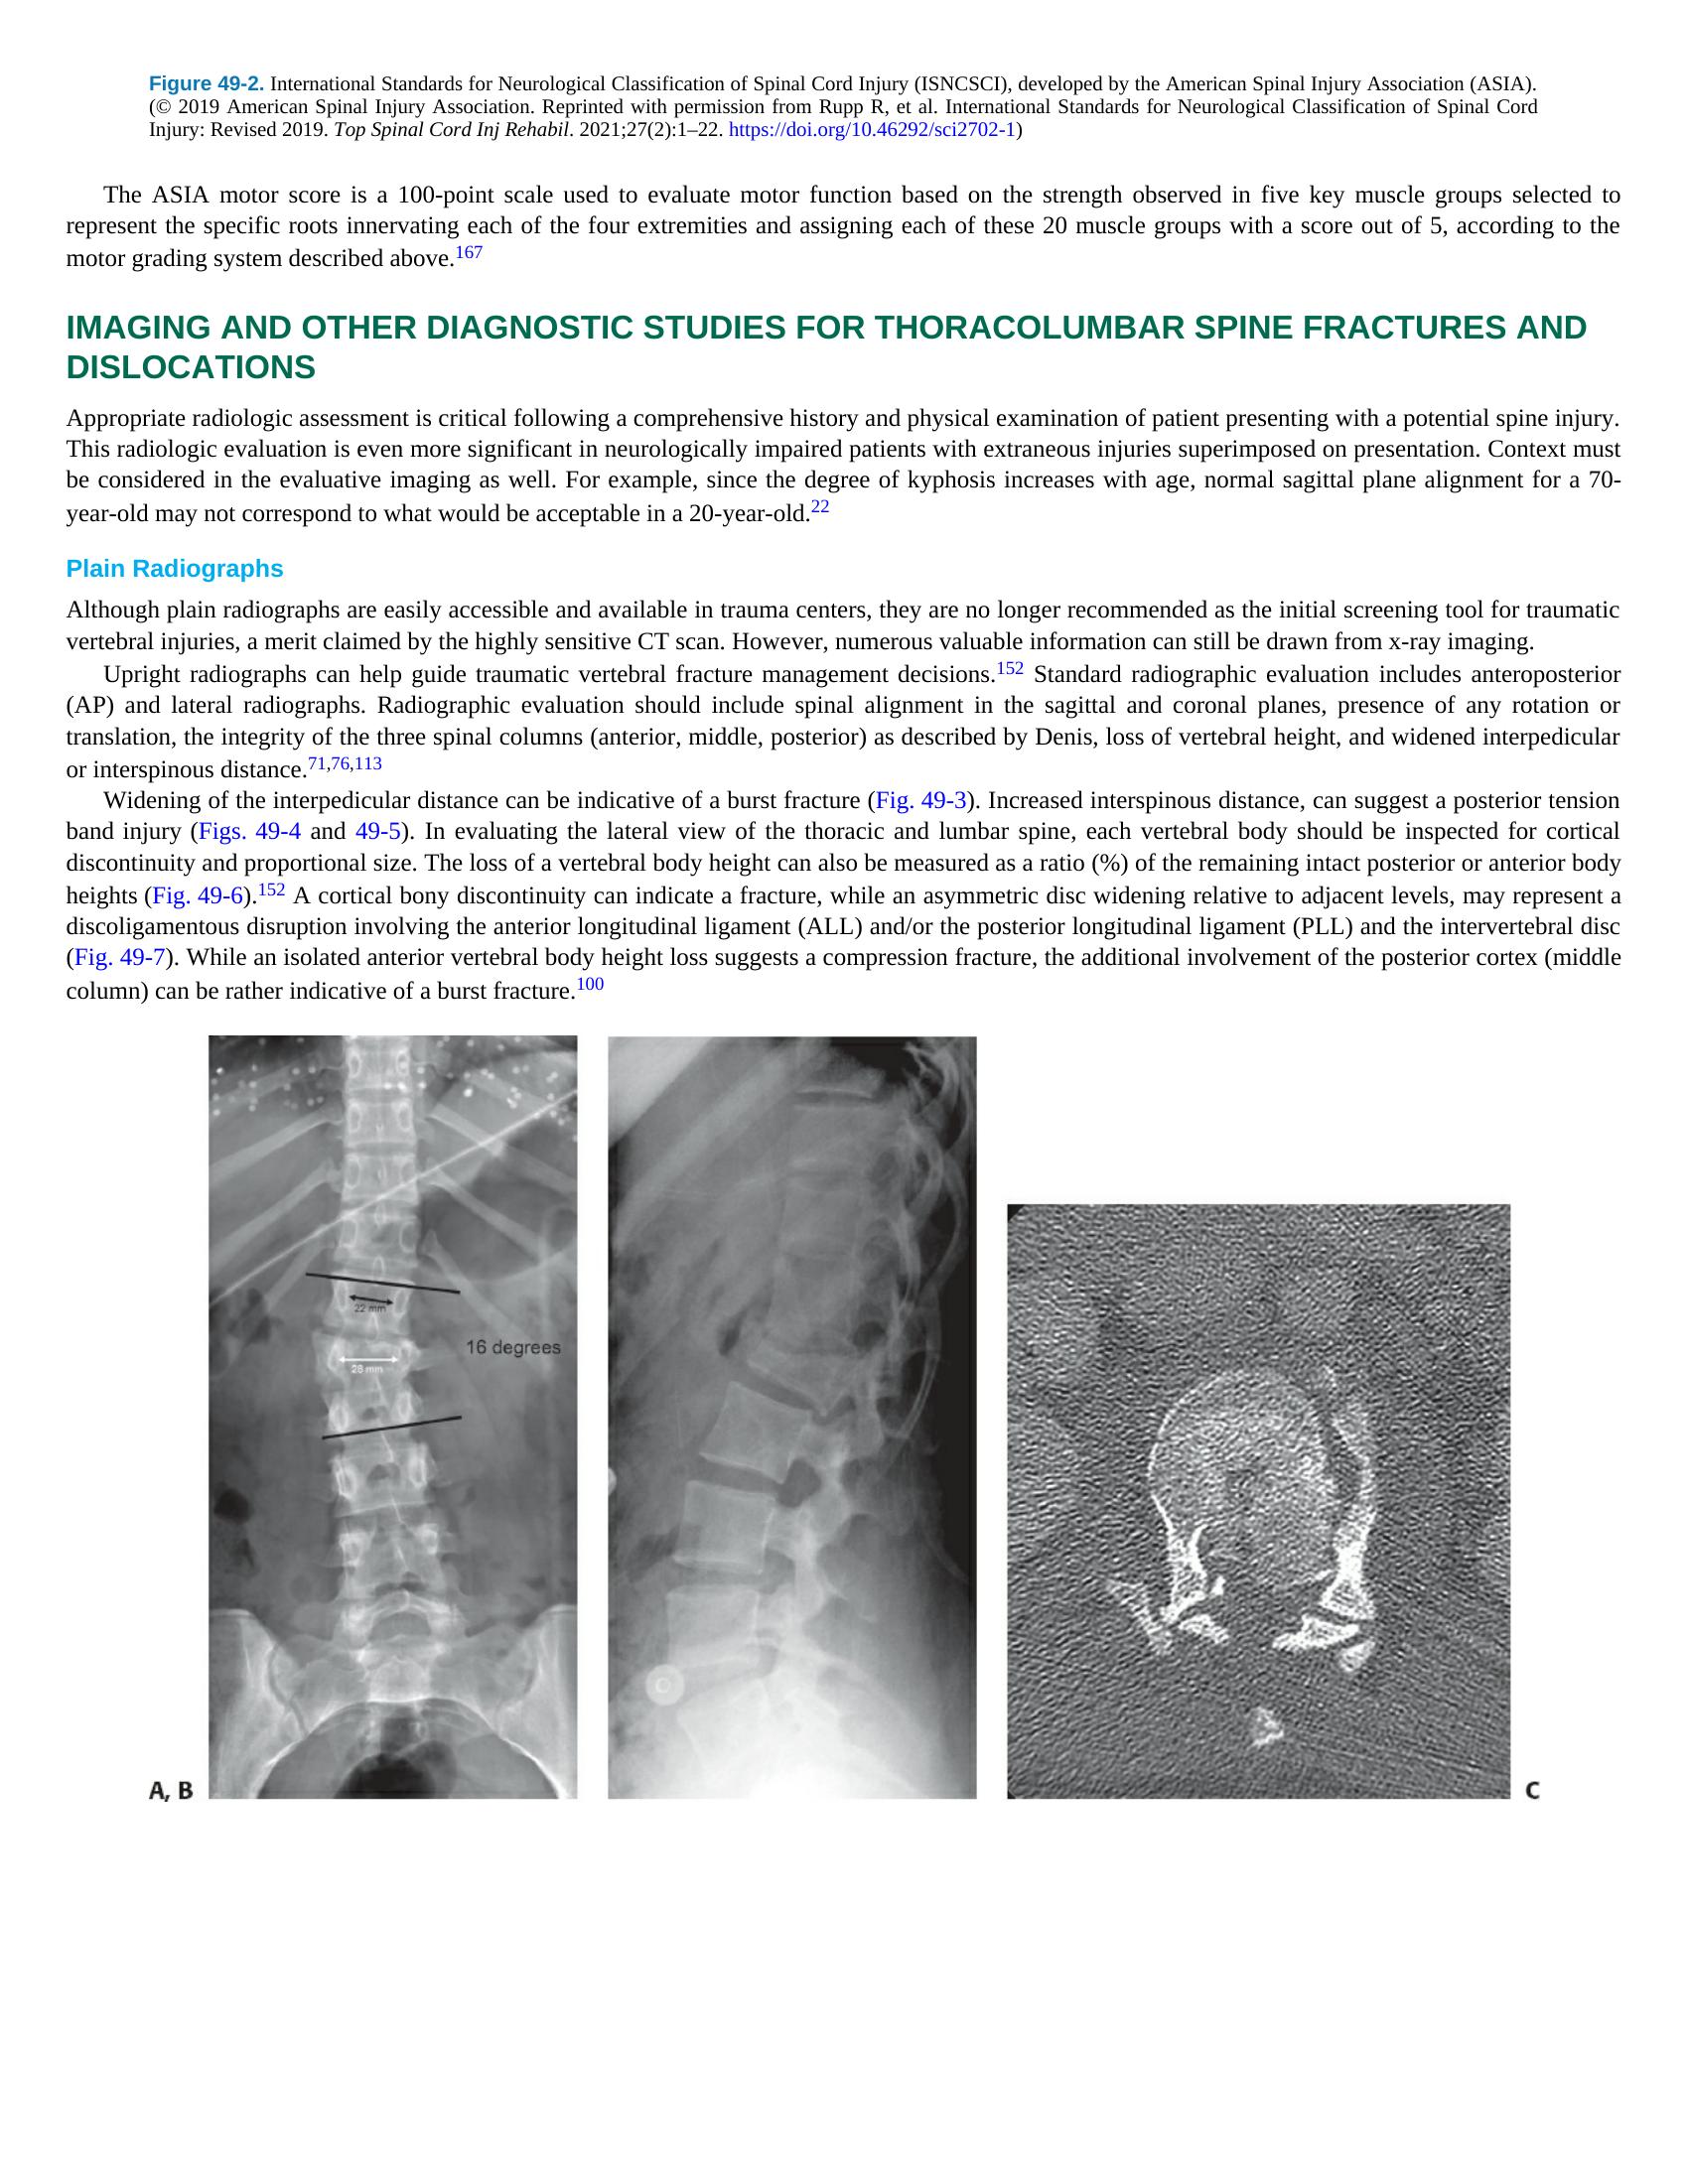 Figure 49-2. International Standards for Neurological Classification of Spinal Cord Injury (ISNCSCI), developed by the American Spinal Injury Association (ASIA).
(© 2019 American Spinal Injury Association. Reprinted with permission from Rupp R, et al. International Standards for Neurological Classification of Spinal Cord
Injury: Revised 2019. Top Spinal Cord Inj Rehabil. 2021;27(2):1–22. https://doi.org/10.46292/sci2702-1)
The ASIA motor score is a 100-point scale used to evaluate motor function based on the strength observed in five key muscle groups selected to
represent the specific roots innervating each of the four extremities and assigning each of these 20 muscle groups with a score out of 5, according to the
motor grading system described above.167
IMAGING AND OTHER DIAGNOSTIC STUDIES FOR THORACOLUMBAR SPINE FRACTURES AND
DISLOCATIONS
Appropriate radiologic assessment is critical following a comprehensive history and physical examination of patient presenting with a potential spine injury.
This radiologic evaluation is even more significant in neurologically impaired patients with extraneous injuries superimposed on presentation. Context must
be considered in the evaluative imaging as well. For example, since the degree of kyphosis increases with age, normal sagittal plane alignment for a 70-
year-old may not correspond to what would be acceptable in a 20-year-old.22
Plain Radiographs
Although plain radiographs are easily accessible and available in trauma centers, they are no longer recommended as the initial screening tool for traumatic
vertebral injuries, a merit claimed by the highly sensitive CT scan. However, numerous valuable information can still be drawn from x-ray imaging.
Upright radiographs can help guide traumatic vertebral fracture management decisions.152 Standard radiographic evaluation includes anteroposterior
(AP) and lateral radiographs. Radiographic evaluation should include spinal alignment in the sagittal and coronal planes, presence of any rotation or
translation, the integrity of the three spinal columns (anterior, middle, posterior) as described by Denis, loss of vertebral height, and widened interpedicular
or interspinous distance.71,76,113
Widening of the interpedicular distance can be indicative of a burst fracture (Fig. 49-3). Increased interspinous distance, can suggest a posterior tension
band injury (Figs. 49-4 and 49-5). In evaluating the lateral view of the thoracic and lumbar spine, each vertebral body should be inspected for cortical
discontinuity and proportional size. The loss of a vertebral body height can also be measured as a ratio (%) of the remaining intact posterior or anterior body
heights (Fig. 49-6).152 A cortical bony discontinuity can indicate a fracture, while an asymmetric disc widening relative to adjacent levels, may represent a
discoligamentous disruption involving the anterior longitudinal ligament (ALL) and/or the posterior longitudinal ligament (PLL) and the intervertebral disc
(Fig. 49-7). While an isolated anterior vertebral body height loss suggests a compression fracture, the additional involvement of the posterior cortex (middle
column) can be rather indicative of a burst fracture.100
22 mm
16 degrees
28 mm
A, B
C